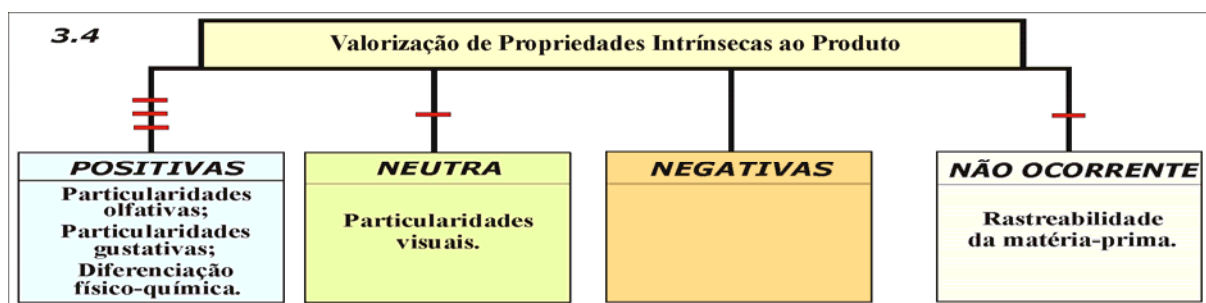 3.4
Valorização de Propriedades Intrínsecas ao Produto
POSITIVAS
Particularidades
olfativas;
Particularidades
gustativas;
Diferenciação
físico-química.
NEUTRA
Particularidades
visuais.
NEGATIVAS
NÃO OCORRENTE
Rastreabilidade
da matéria-prima.